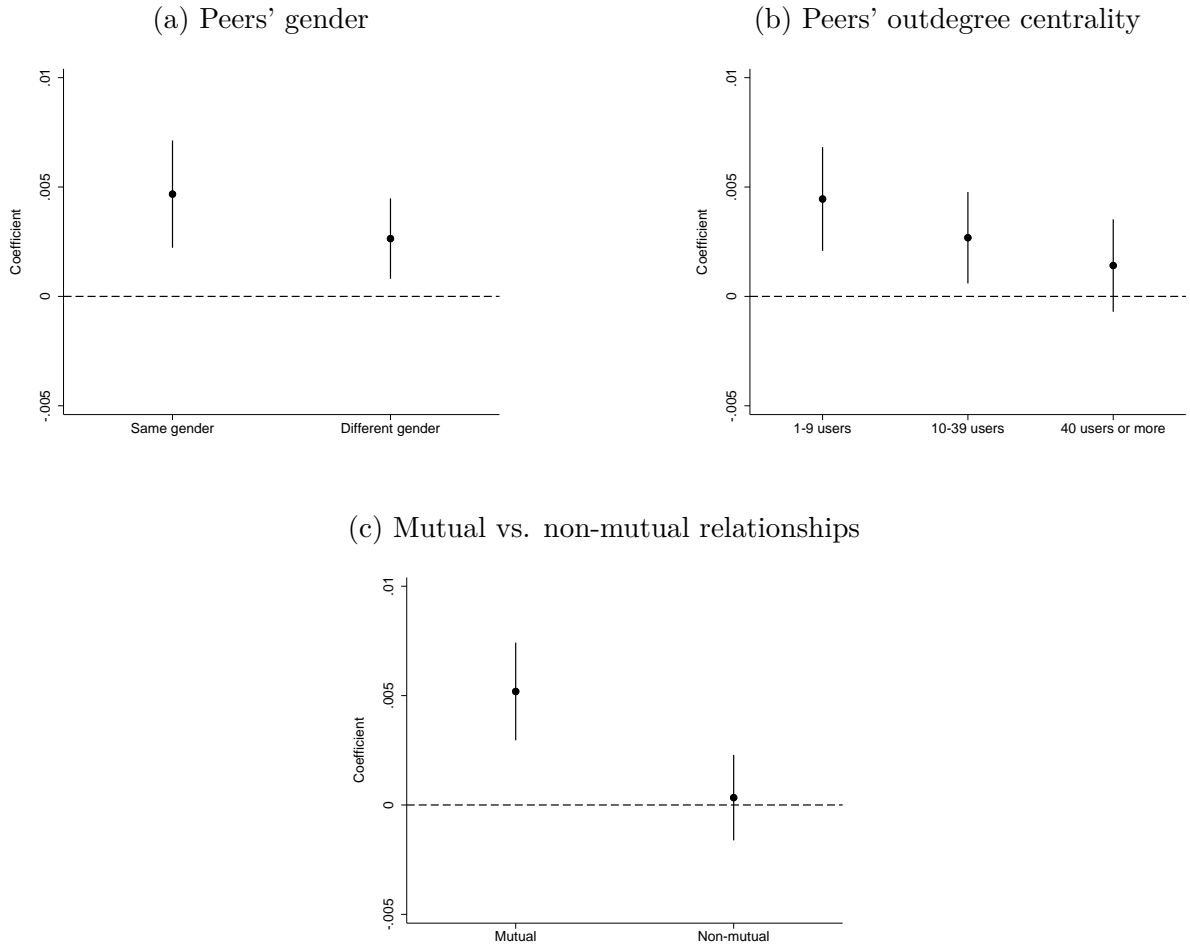 (a) Peers’ gender
.01
.005
0
-.005
Coefficient
Same gender Different gender
(b) Peers’ outdegree centrality
.01
.005
0
-.005
Coefficient
1-9 users 10-39 users 40 users or more
(c) Mutual vs. non-mutual relationships
.01
.005
0
-.005
Coefficient
Mutual Non-mutual